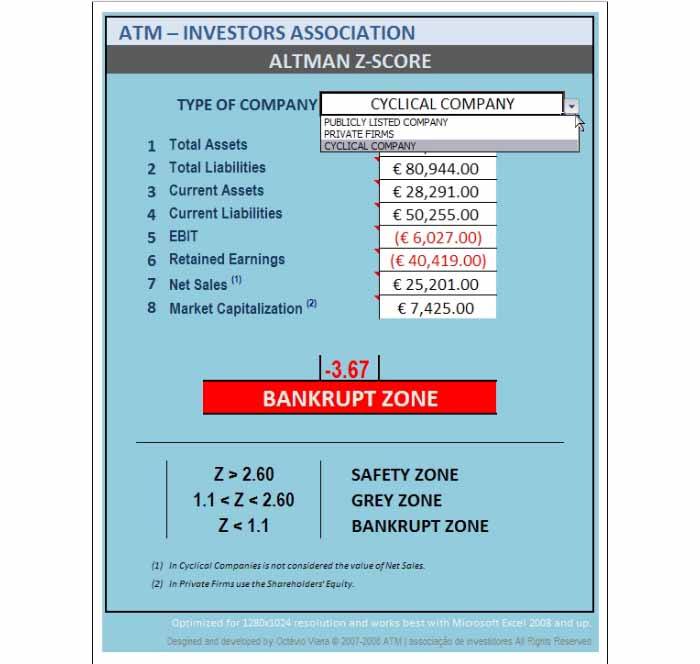 ATM – INVESTORS ASSOCIATION
ALTMAN Z-SCORE
TYPE OF COMPANY CYCLICAL COMPANY
PUBLICLY LISTED COMPANY
PRIVATE FIRMS
CYCLICAL COMPANY
1 Total Assets
2 Total Liabilities € 80,944.00
3 Current Assets € 28,291.00
4 Current Liabilities € 50,255.00
5 EBIT (€ 6,027.00)
6 Retained Earnings (€ 40,419.00)
7 Net Sales (1) € 25,201.00
8 Market Capitalization (2) € 7,425.00
-3.67
BANKRUPT ZONE
Z > 2.60 SAFETY ZONE
1.1 < Z < 2.60 GREY ZONE
Z < 1.1 BANKRUPT ZONE
(1) In Cyclical Companies is not considered the value of Net Sales.
(2) In Private Firms use the Shareholders' Equity.
Optimized for 1280x1024 resolution and works best with Microsoft Excel 2003 and up.
Designed and developed by Octávio Viana © 2007-2008 ATM | associação de investidores All Rights Reserved